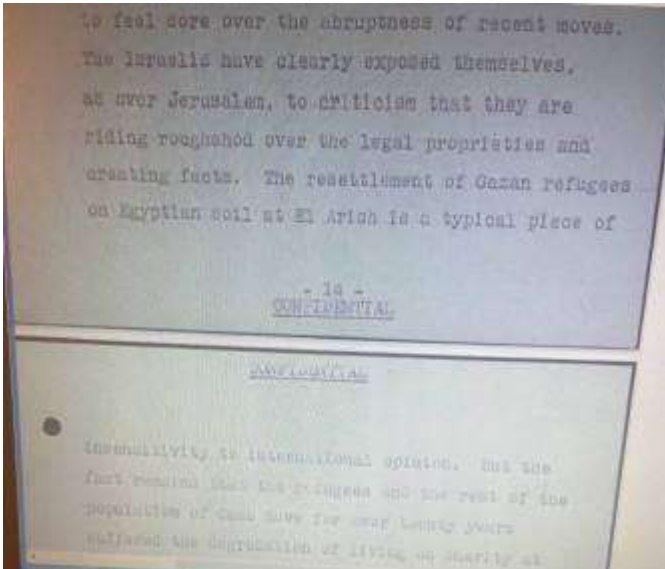 to feel sore over the abruptness of recent moves.
The Israelis have clearly exposed themselves,
as over Jerusalem, to criticism that they are
riding roughshod over the legal proprieties and
creating facts. The resettlement of Gazan refugees
on Egyptian soil at El Arish is a typical piece of
- 14 -
CONFIDENTIAL
CONFIDENTIAL
insensitivity to international opinion. But the
fact remains that the refugees and the rest of the
population of Gaza have for over twenty years
suffered the degradation of living on charity at